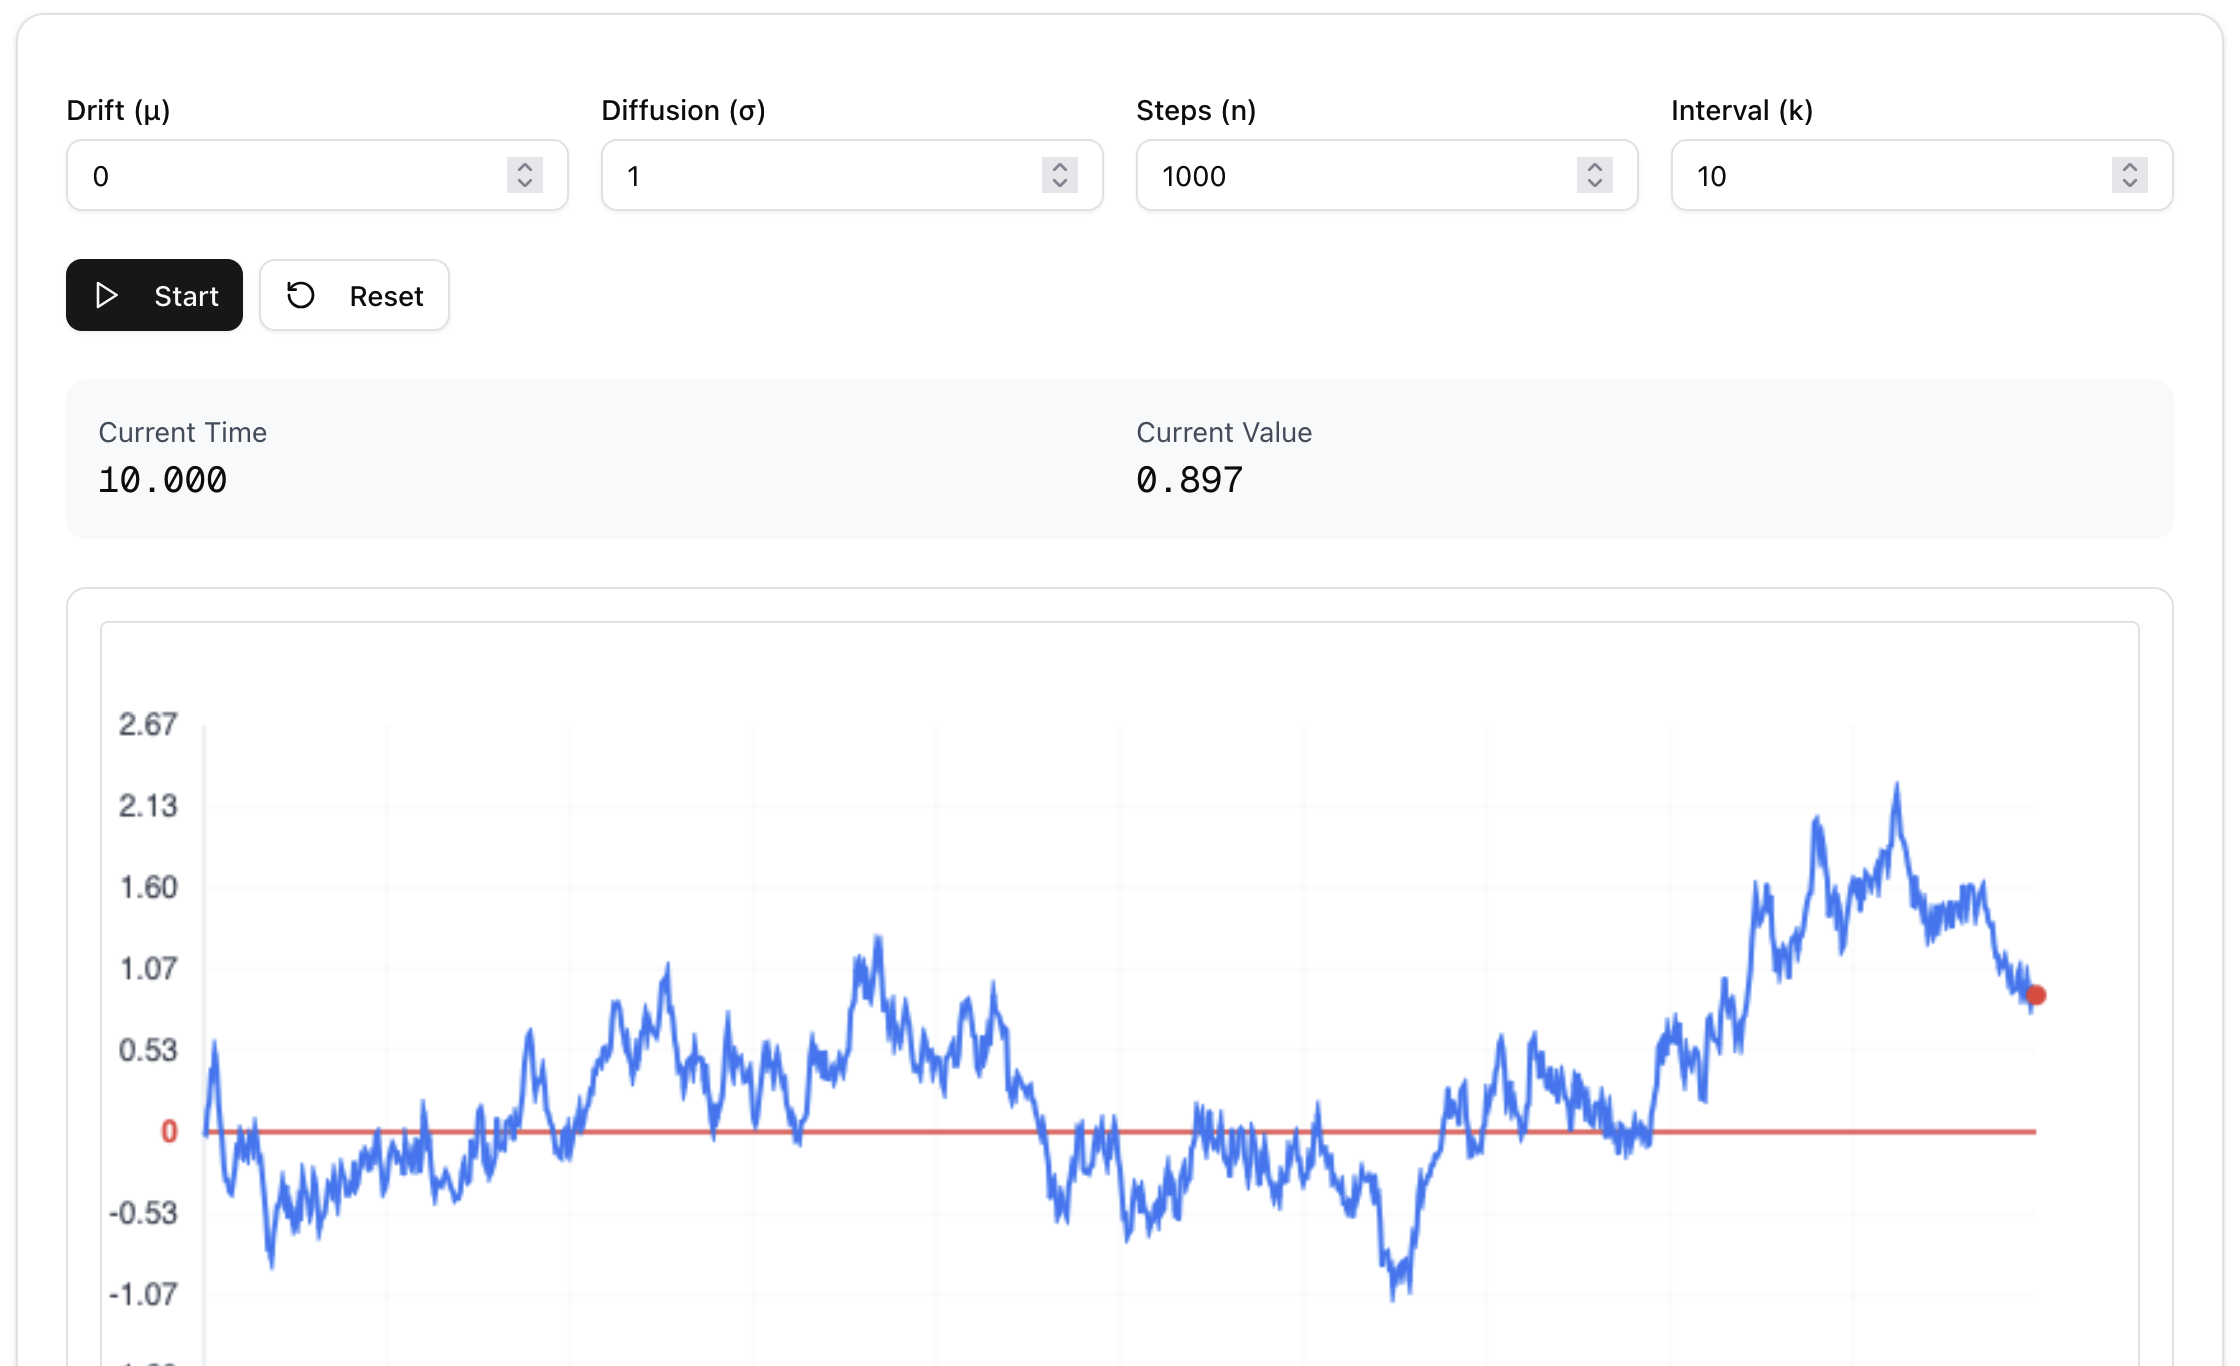 Drift (μ)
Diffusion (σ)
Steps (n)
Interval (k)
0
1
1000
10
Start
Reset
Current Time
Current Value
10.000
0.897
2.67
2.13
1.60
1.07
0.53
0
-0.53
-1.07